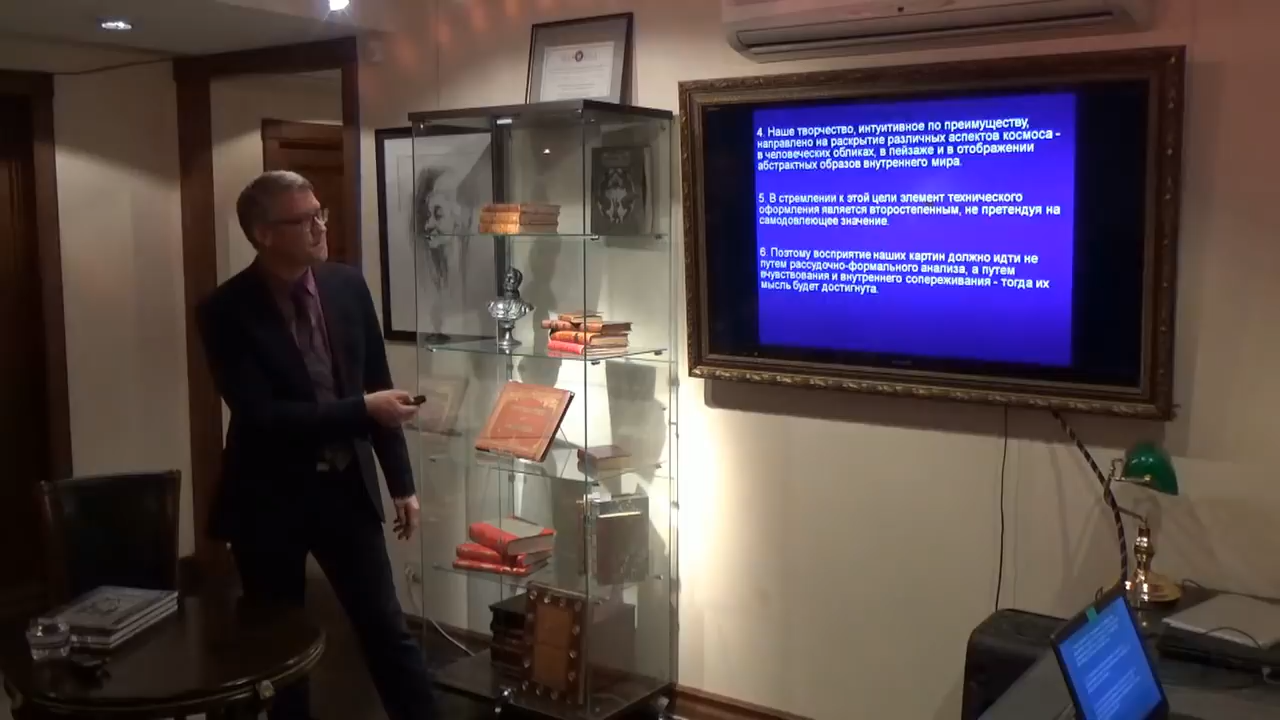 4. Наше творчество, интуитивное по преимуществу,
направлено на раскрытие различных аспектов космоса -
в человеческих обликах, в пейзаже и в отображении
абстрактных образов внутреннего мира.
5. В стремлении к этой цели элемент технического
оформления является второстепенным, не претендуя на
самодовлеющее значение.
6. Поэтому восприятие наших картин должно идти не
путем рассудочно-формального анализа, а путем
вчувствования и внутреннего сопереживания - тогда их
мысль будет достигнута.